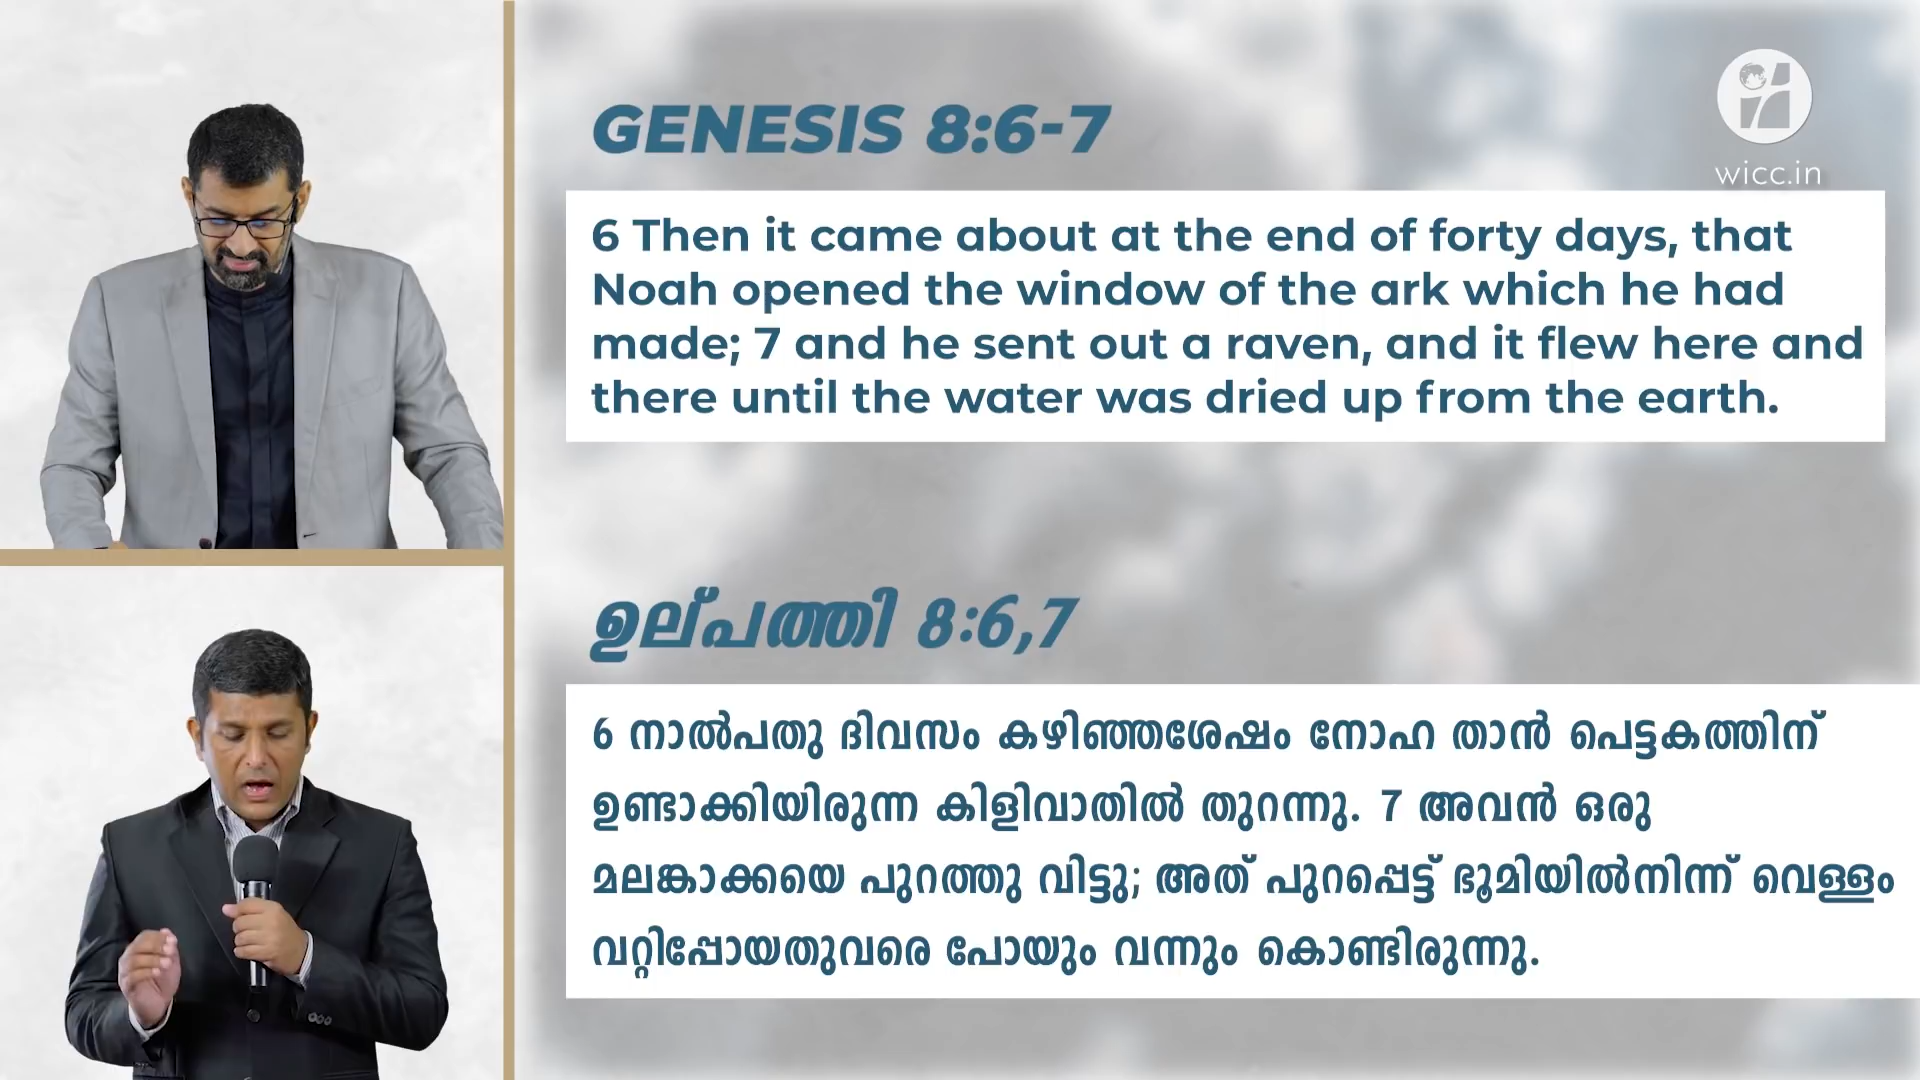 GENESIS 8:6-7
wicc.in
6 Then it came about at the end of forty days, that
Noah opened the window of the ark which he had
made; 7 and he sent out a raven, and it flew here and
there until the water was dried up from the earth.
ഉല്പത്തി 8:6,7
6 നാൽപതു ദിവസം കഴിഞ്ഞശേഷം നോഹ താൻ പെട്ടകത്തിന്
ഉണ്ടാക്കിയിരുന്ന കിളിവാതിൽ തുറന്നു. 7 അവൻ ഒരു
മലങ്കാക്കയെ പുറത്തു വിട്ടു; അത് പുറപ്പെട്ട് ഭൂമിയിൽനിന്ന് വെള്ളം
വറ്റിപ്പോയതുവരെ പോയും വന്നും കൊണ്ടിരുന്നു.